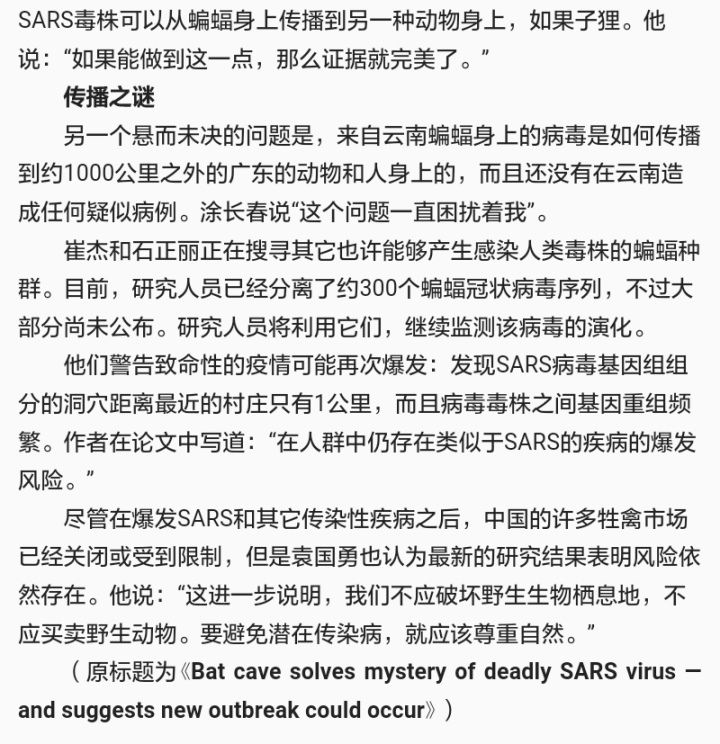 SARS毒株可以从蝙蝠身上传播到另一种动物身上，如果子狸。他
说：“如果能做到这一点，那么证据就完美了。”
传播之谜
另一个悬而未决的问题是，来自云南蝙蝠身上的病毒是如何传播
到约1000公里之外的广东的动物和人身上的，而且还没有在云南造
成任何疑似病例。涂长春说“这个问题一直困扰着我”。
崔杰和石正丽正在搜寻其它也许能够产生感染人类毒株的蝙蝠种
群。目前，研究人员已经分离了约300个蝙蝠冠状病毒序列，不过大
部分尚未公布。研究人员将利用它们，继续监测该病毒的演化。
他们警告致命性的疫情可能再次爆发：发现SARS病毒基因组组
分的洞穴距离最近的村庄只有1公里，而且病毒毒株之间基因重组频
繁。作者在论文中写道：“在人群中仍存在类似于SARS的疾病的爆发
风险。”
尽管在爆发SARS和其它传染性疾病之后，中国的许多牲禽市场
已经关闭或受到限制，但是袁国勇也认为最新的研究结果表明风险依
然存在。他说：“这进一步说明，我们不应破坏野生生物栖息地，不
应买卖野生动物。要避免潜在传染病，就应该尊重自然。”
（原标题为《Bat cave solves mystery of deadly SARS virus —
and suggests new outbreak could occur》）